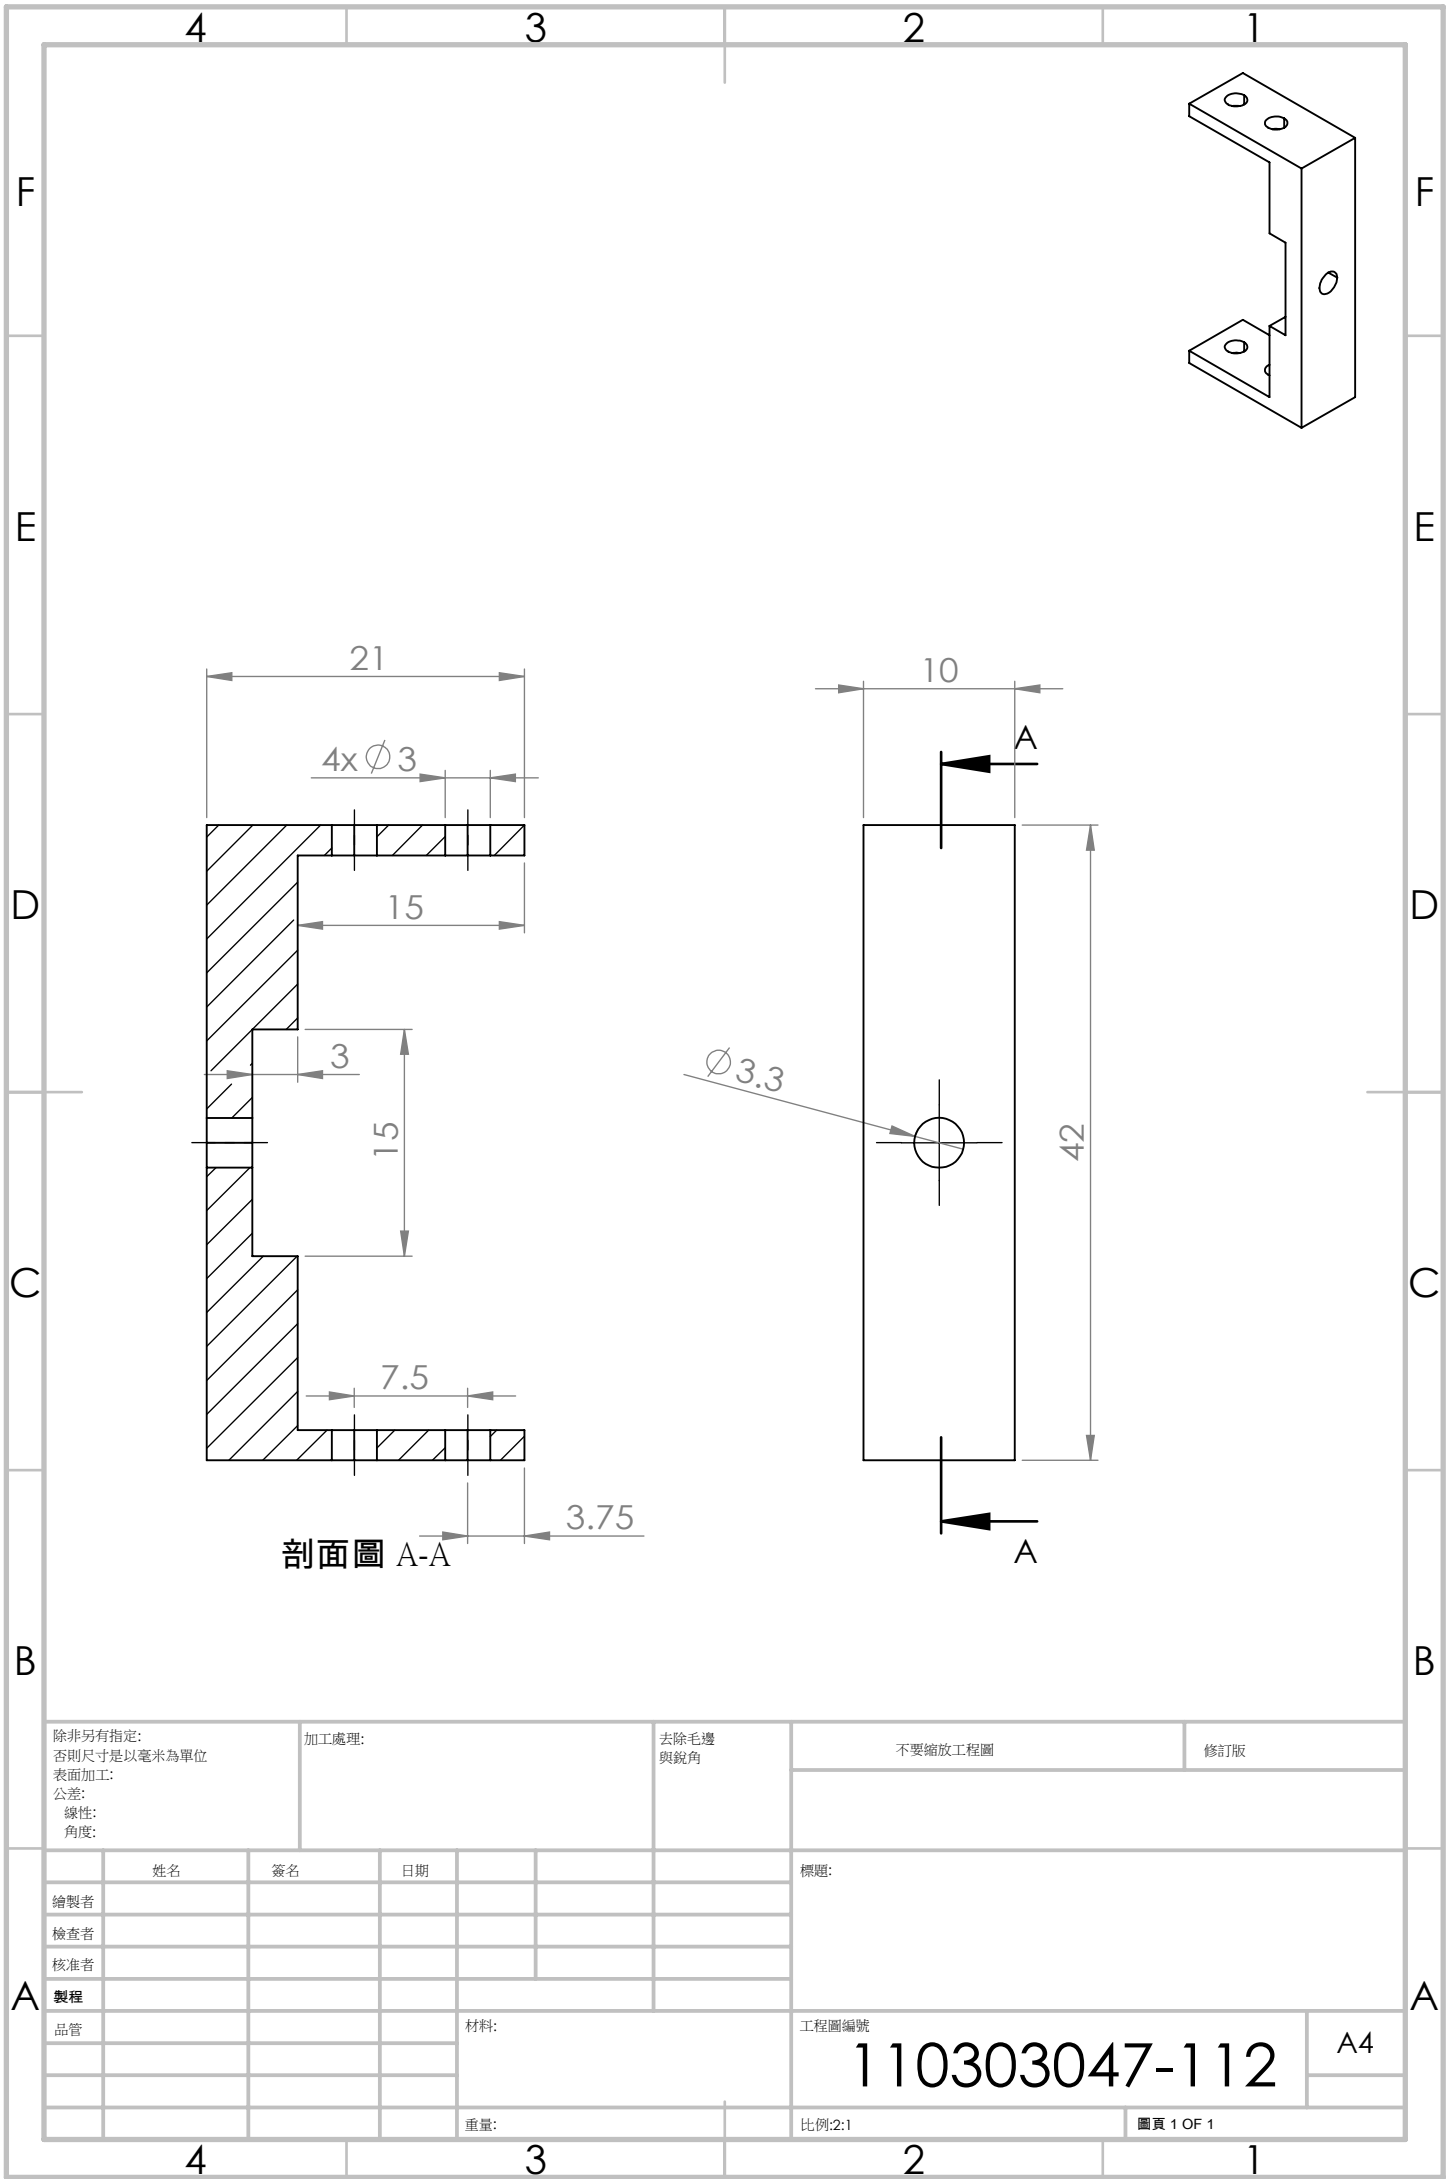 4 3 2 1
F F
E E
D D
C C
B B
A A
21
4x ∅3
15
3
15
7.5
3.75
剖面圖 A-A
10
A
∅3.3
42
A
除非另有指定:
否則尺寸是以毫米為單位
表面加工:
公差:
線性:
角度:
加工處理:
去除毛邊
與銳角
不要縮放工程圖
修訂版
姓名 簽名 日期
繪製者
檢查者
核准者
製程
品管
標題:
材料:
工程圖編號
110303047-112
A4
重量:
比例:2:1
圖頁 1 OF 1
4 3 2 1